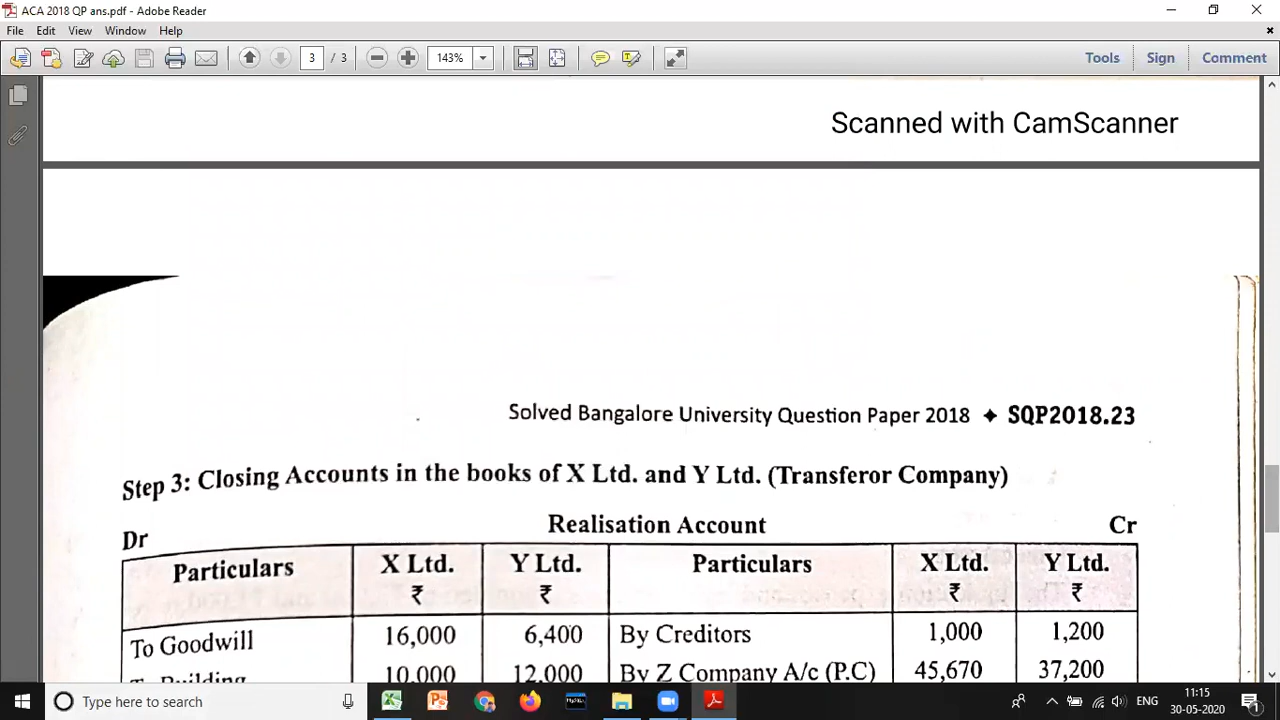 ACA 2018 QP ans.pdf - Adobe Reader
File Edit View Window Help
3 / 3 143% Tools Sign Comment
Scanned with CamScanner
Solved Bangalore University Question Paper 2018 ✦ SQP2018.23
Step 3: Closing Accounts in the books of X Ltd. and Y Ltd. (Transferor Company)
Dr Realisation Account Cr
Particulars X Ltd. Y Ltd. Particulars X Ltd. Y Ltd.
₹ ₹ ₹ ₹
To Goodwill 16,000 6,400 By Creditors 1,000 1,200
To Building 10,000 12,000 By Z Company A/c (P.C) 45,670 37,200
Type here to search
ENG 11:15
30-05-2020 1